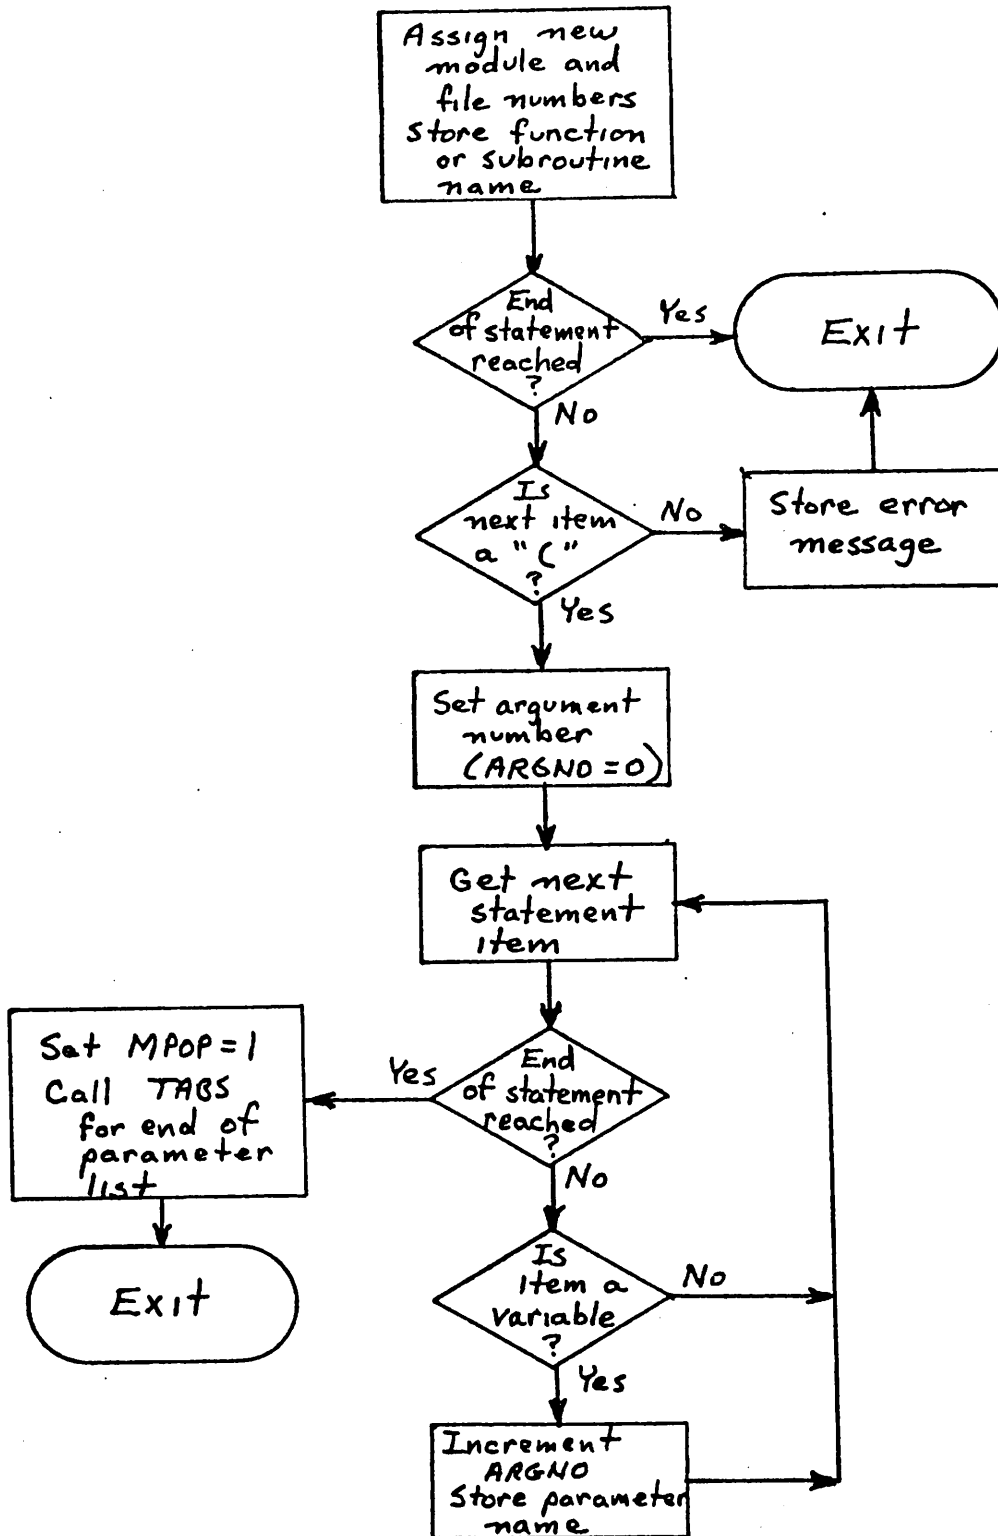 Assign new
module and
file numbers
Store function
or subroutine
name
End
of statement
reached
?
Yes
Exit
No
Is
next item
a "("
?
No
Store error
message
Yes
Set argument
number
(ARGNO=0)
Get next
statement
item
Set MPOP=1
Call TABS
for end of
parameter
list
Yes
End
of statement
reached
?
No
Exit
Is
item a
variable
?
No
Yes
Increment
ARGNO
Store parameter
name